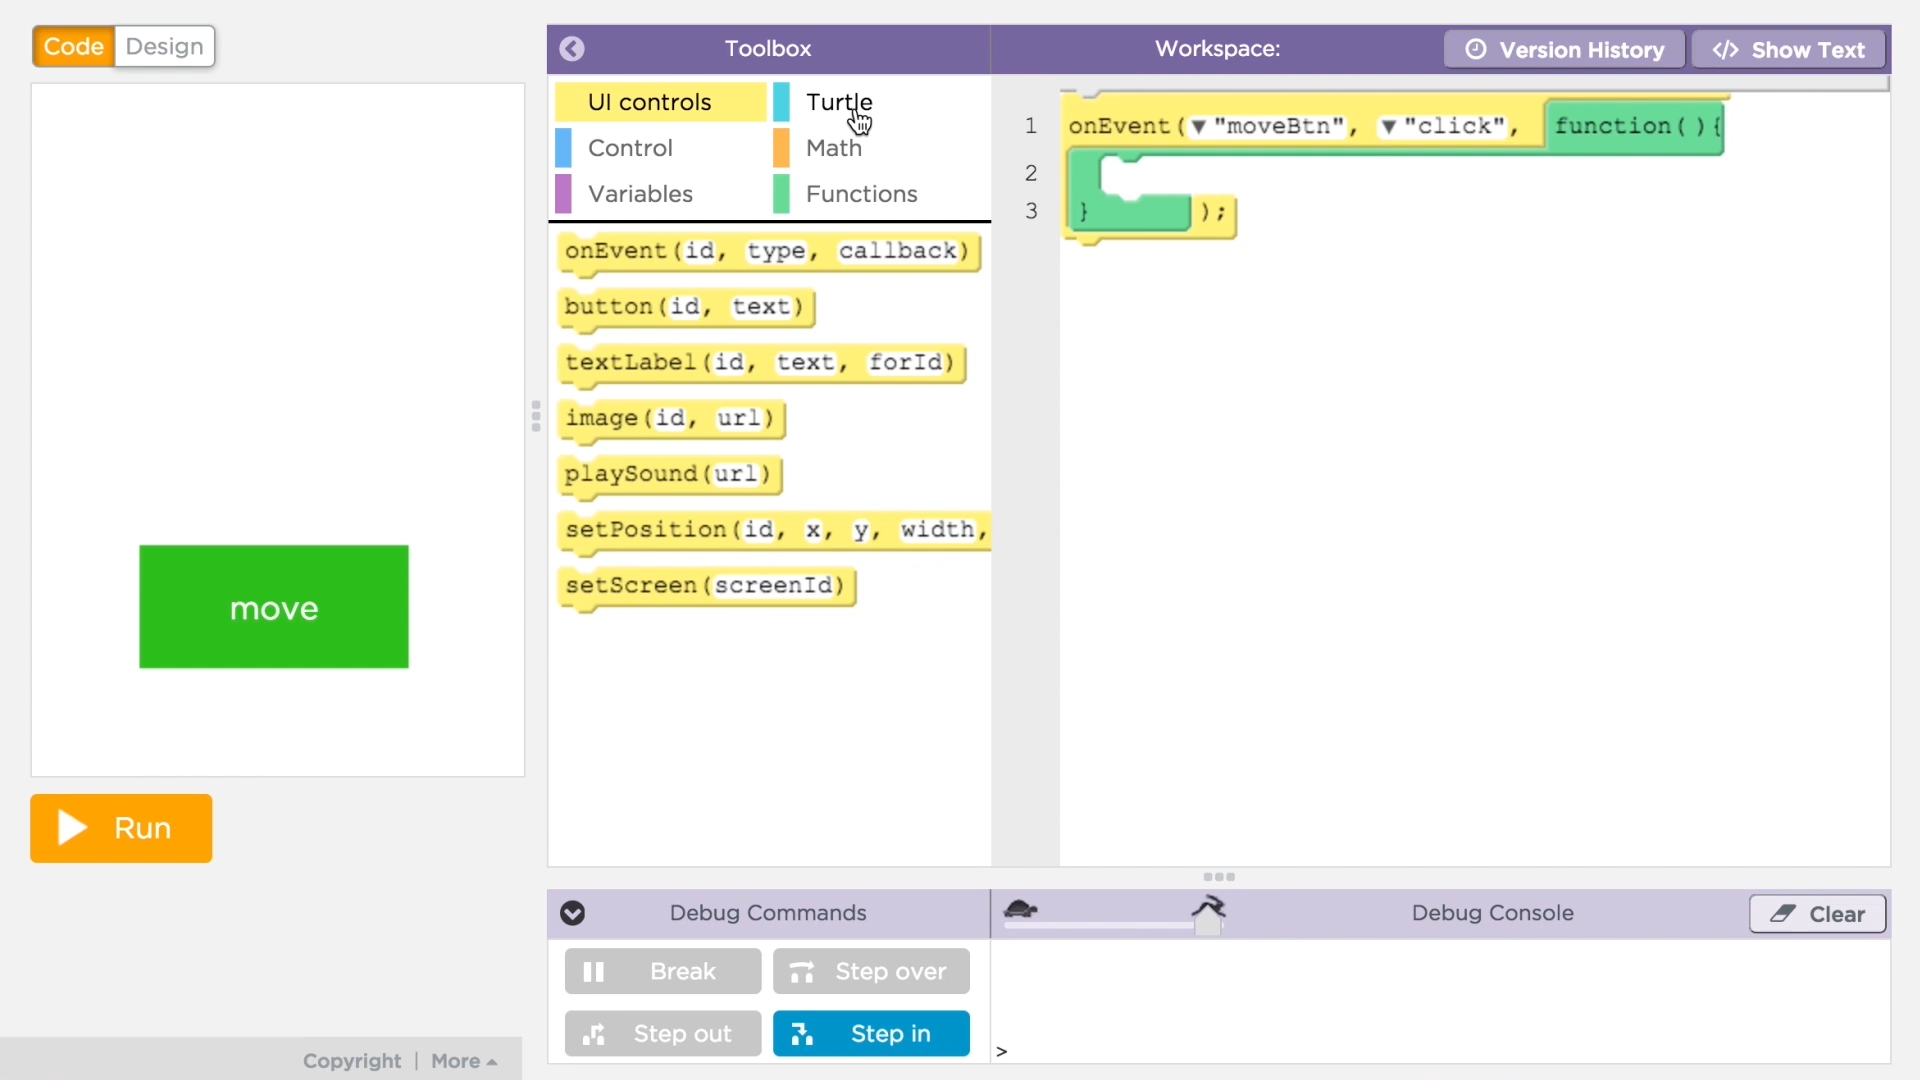 Code Design
Toolbox
Workspace:
Version History
</> Show Text
UI controls
Turtle
Control
Math
Variables
Functions
onEvent(id, type, callback)
button(id, text)
textLabel(id, text, forId)
image(id, url)
playSound(url)
setPosition(id, x, y, width,
setScreen(screenId)
1 onEvent(▼"moveBtn", ▼"click", function(){
2
3 } );
move
Run
Debug Commands
Debug Console
Clear
Break
Step over
Step out
Step in
>
Copyright | More